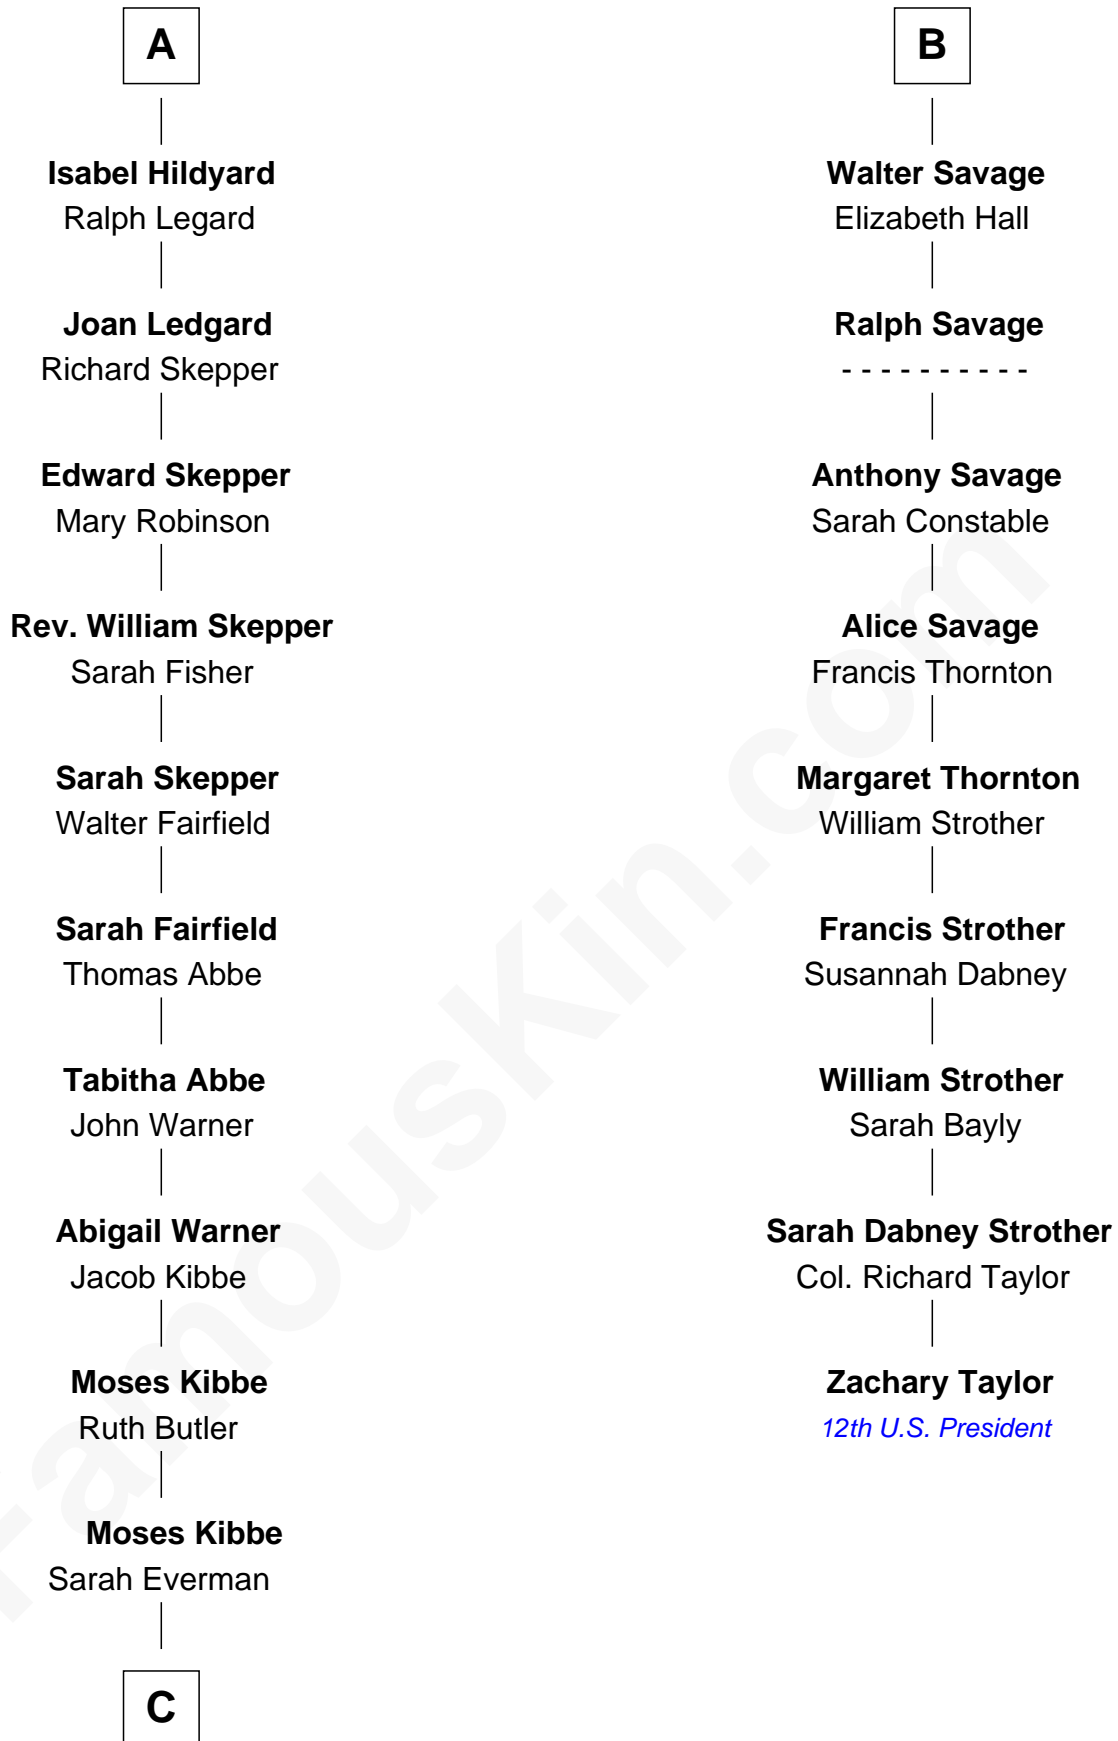 A
Isabel Hildyard
Ralph Legard
Joan Ledgard
Richard Skepper
Edward Skepper
Mary Robinson
Rev. William Skepper
Sarah Fisher
Sarah Skepper
Walter Fairfield
Sarah Fairfield
Thomas Abbe
Tabitha Abbe
John Warner
Abigail Warner
Jacob Kibbe
Moses Kibbe
Ruth Butler
Moses Kibbe
Sarah Everman
C
B
Walter Savage
Elizabeth Hall
Ralph Savage
- - - - - - - - - -
Anthony Savage
Sarah Constable
Alice Savage
Francis Thornton
Margaret Thornton
William Strother
Francis Strother
Susannah Dabney
William Strother
Sarah Bayly
Sarah Dabney Strother
Col. Richard Taylor
Zachary Taylor
12th U.S. President
FamousKin.com